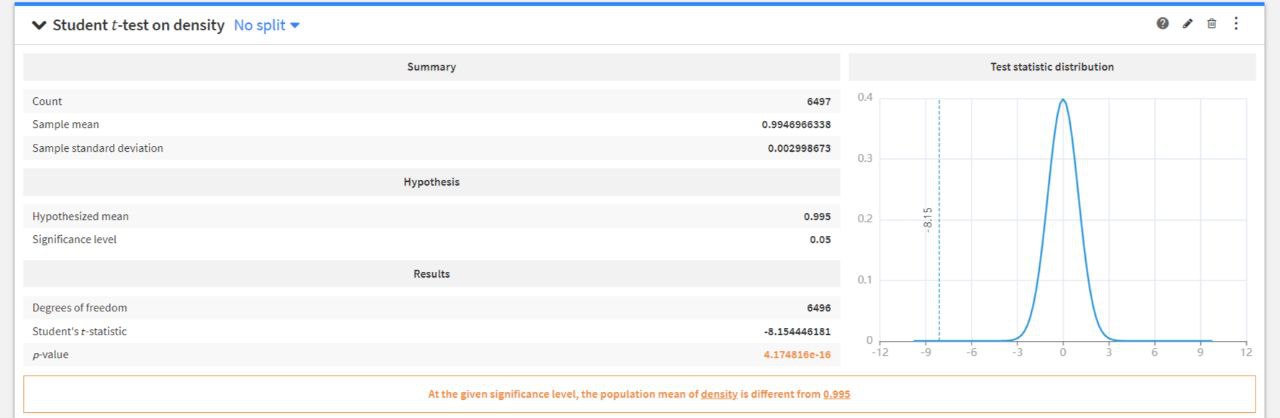 Student t-test on density No split
Summary
Count 6497
Sample mean 0.9946966338
Sample standard deviation 0.002998673
Hypothesis
Hypothesized mean 0.995
Significance level 0.05
Results
Degrees of freedom 6496
Student's t-statistic -8.154446181
p-value 4.174816e-16
Test statistic distribution
0.4
0.3
0.2
0.1
0
-8.15
-12 -9 -6 -3 0 3 6 9 12
At the given significance level, the population mean of density is different from 0.995